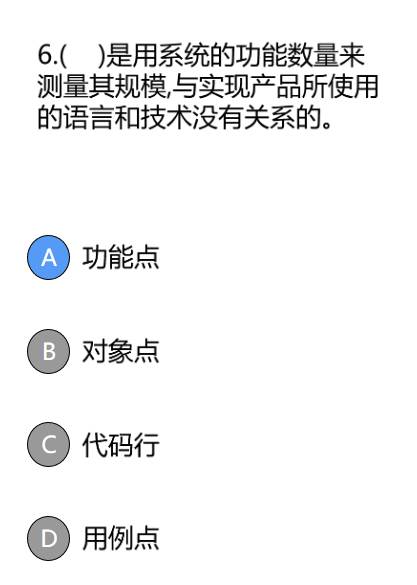 6.(    )是用系统的功能数量来
测量其规模,与实现产品所使用
的语言和技术没有关系的。
A 功能点
B 对象点
C 代码行
D 用例点